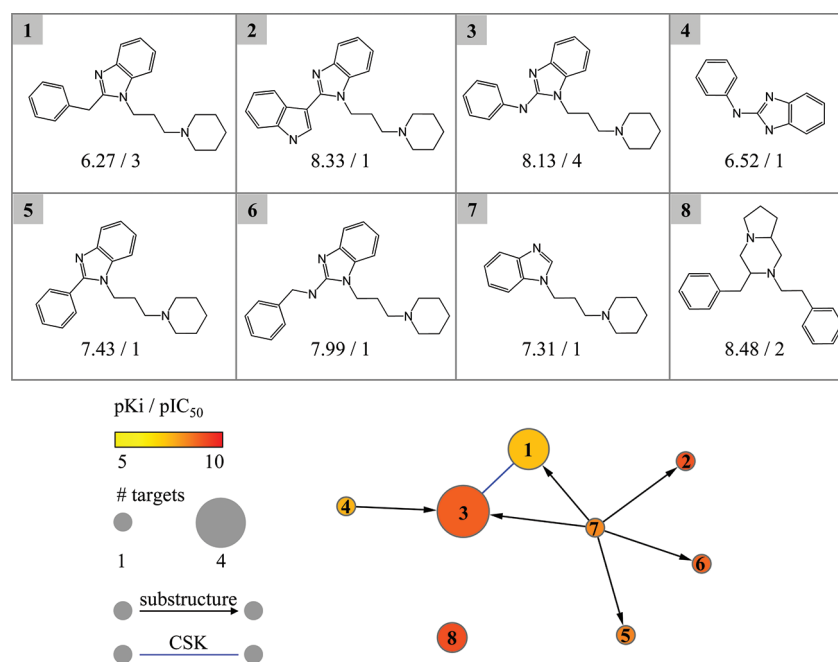 1 2 3 4
N N N N
N N N N N N N N
N N N N
6.27 / 3 8.33 / 1 8.13 / 4 6.52 / 1
5 6 7 8
N N N N
N N N N N N
N N N N
7.43 / 1 7.99 / 1 7.31 / 1 8.48 / 2
pKi / pIC50
5 10
# targets
1 4
substructure
CSK
1
2
4
3
7
6
5
8